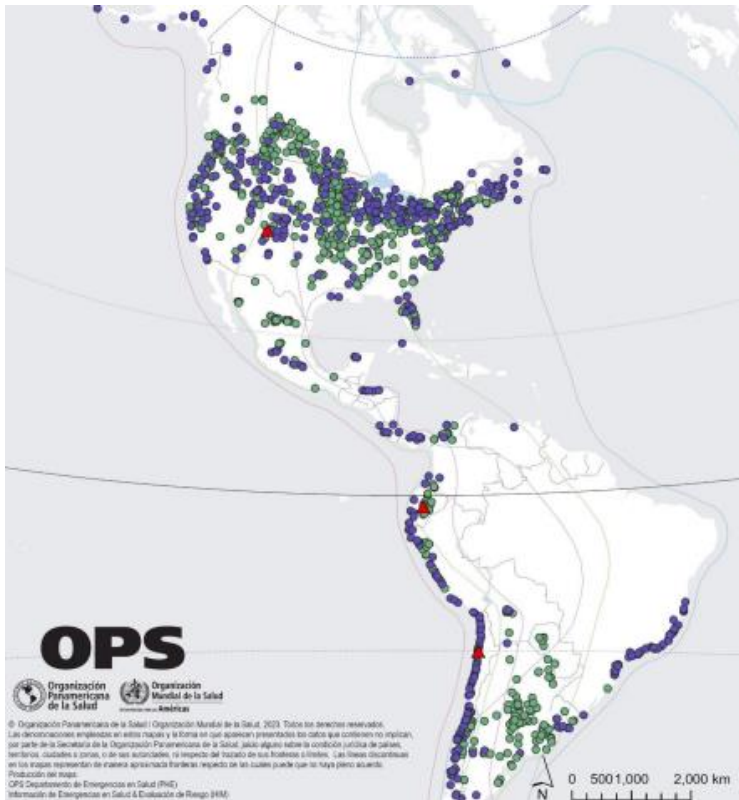 OPS
Organización
Panamericana
de la Salud
Organización
Mundial de la Salud
Américas
© Organización Panamericana de la Salud / Organización Mundial de la Salud, 2023. Todos los derechos reservados.
Las denominaciones empleadas en estos mapas y la forma en que aparecen presentados los datos que contienen no implican,
por parte de la Secretaría de la Organización Panamericana de la Salud, juicio alguno sobre la condición jurídica de países,
territorios, ciudades o zonas, o de sus autoridades, ni respecto del trazado de sus fronteras o límites. Las líneas discontinuas
en los mapas representan de manera aproximada fronteras respecto de las cuales puede que no haya pleno acuerdo.
Producción del mapa:
OPS Departamento de Emergencias en Salud (PHE)
Información de Emergencias en Salud & Evaluación de Riesgo (HIM)
N
0 5001,000 2,000 km